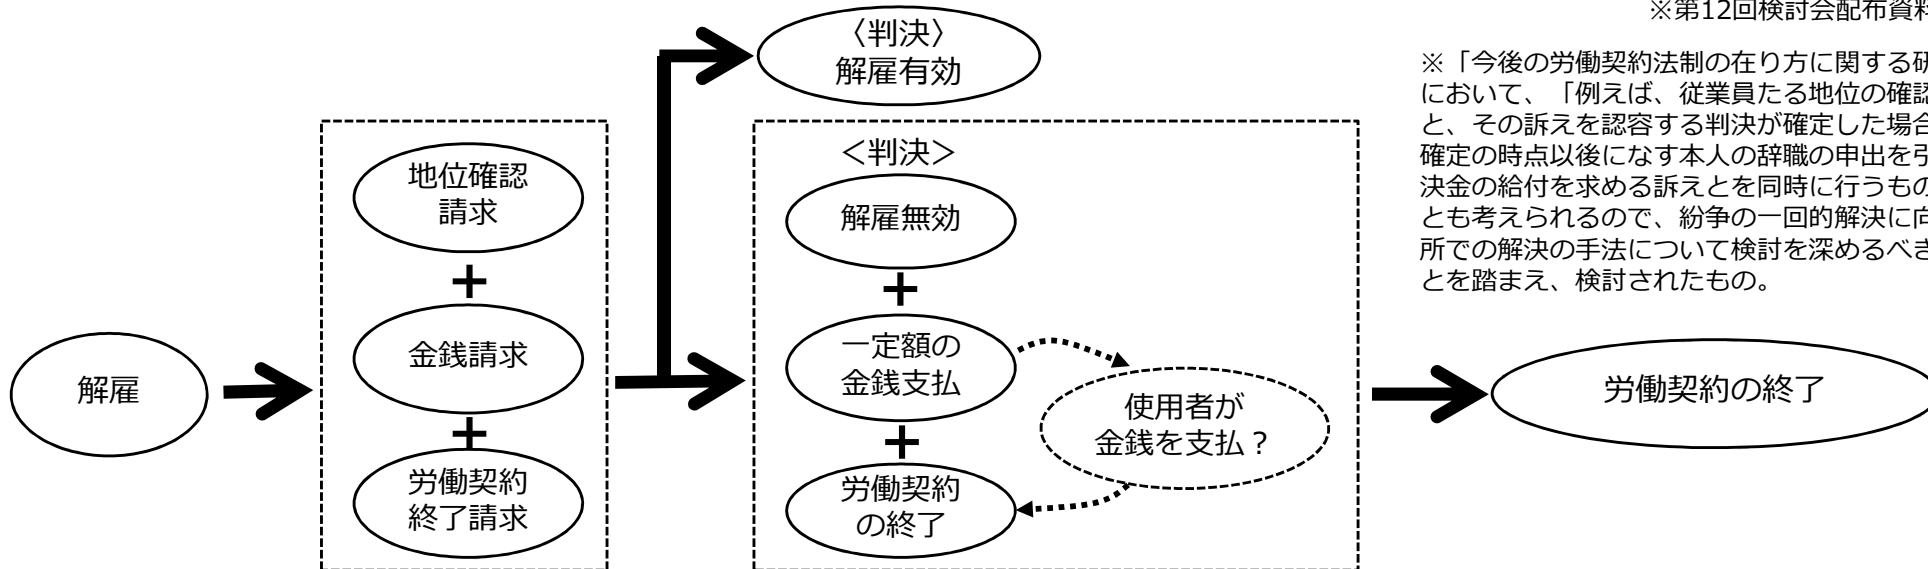 ※第12回検討会配布資料
※「今後の労働契約法制の在り方に関する研
において、「例えば、従業員たる地位の確認
と、その訴えを認容する判決が確定した場合
確定の時点以後になす本人の辞職の申出を引
決金の給付を求める訴えとを同時に行うもの
とも考えられるので、紛争の一回的解決に向
所での解決の手法について検討を深めるべき
とを踏まえ、検討されたもの。
解雇
地位確認
請求
+
金銭請求
+
労働契約
終了請求
〈判決〉
解雇有効
<判決>
解雇無効
+
一定額の
金銭支払
+
労働契約
の終了
使用者が
金銭を支払?
労働契約の終了